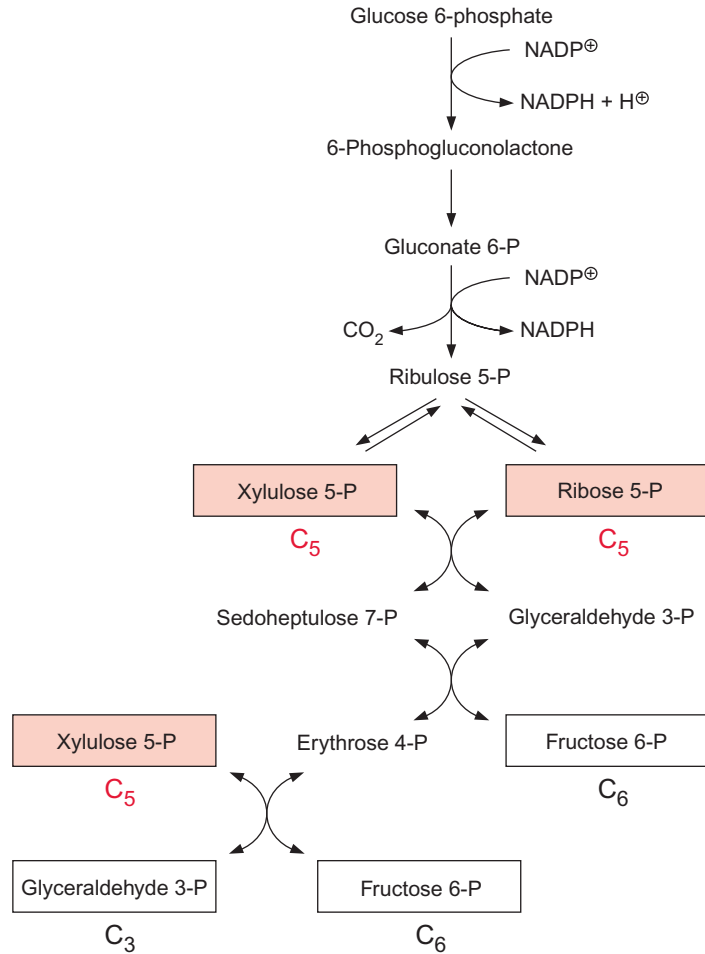 Glucose 6-phosphate
NADP⊕
NADPH + H⊕
6-Phosphogluconolactone
Gluconate 6-P
NADP⊕
CO₂
NADPH
Ribulose 5-P
Xylulose 5-P
Ribose 5-P
C₅
C₅
Sedoheptulose 7-P
Glyceraldehyde 3-P
Xylulose 5-P
Erythrose 4-P
Fructose 6-P
C₅
C₆
Glyceraldehyde 3-P
Fructose 6-P
C₃
C₆